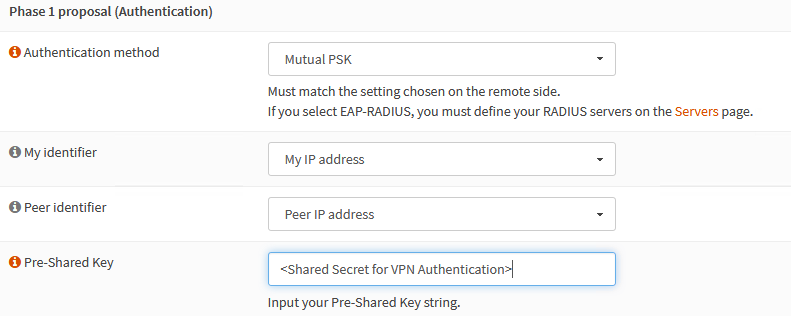 Phase 1 proposal (Authentication)
Authentication method
Mutual PSK
Must match the setting chosen on the remote side.
If you select EAP-RADIUS, you must define your RADIUS servers on the Servers page.
My identifier
My IP address
Peer identifier
Peer IP address
Pre-Shared Key
<Shared Secret for VPN Authentication>
Input your Pre-Shared Key string.